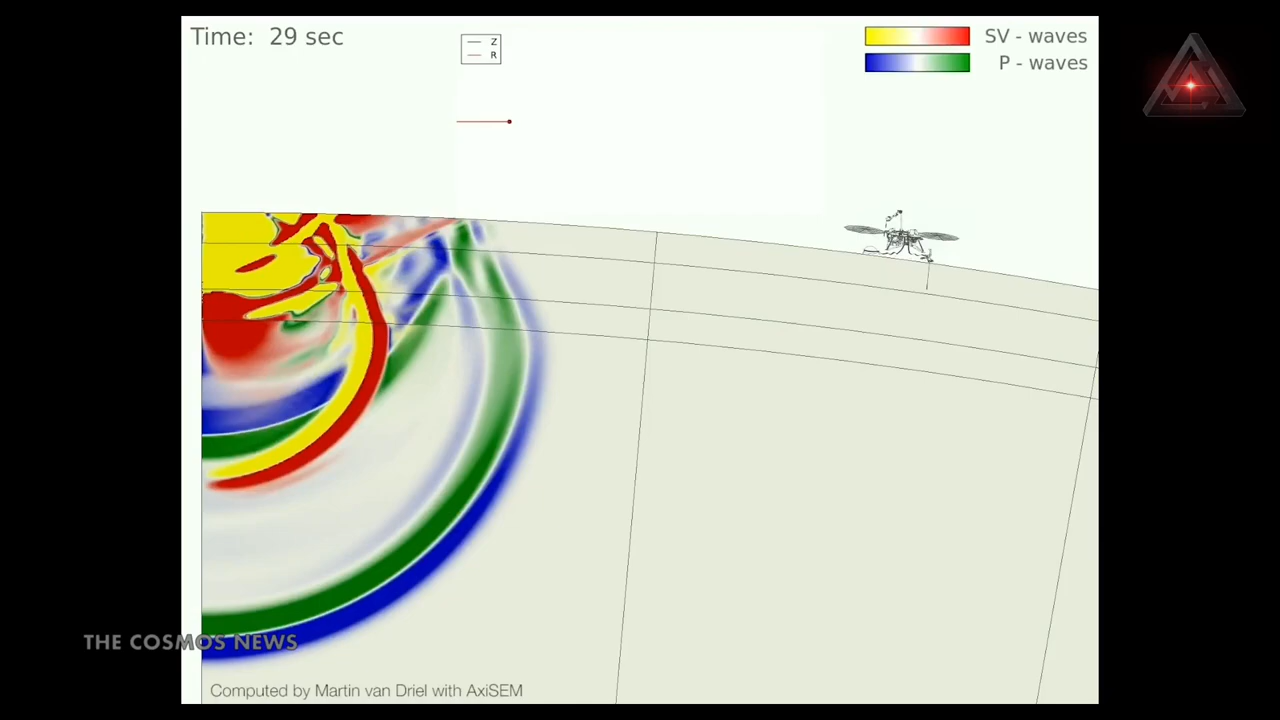 Time: 29 sec
Z
R
SV - waves
P - waves
THE COSMOS NEWS
Computed by Martin van Driel with AxiSEM